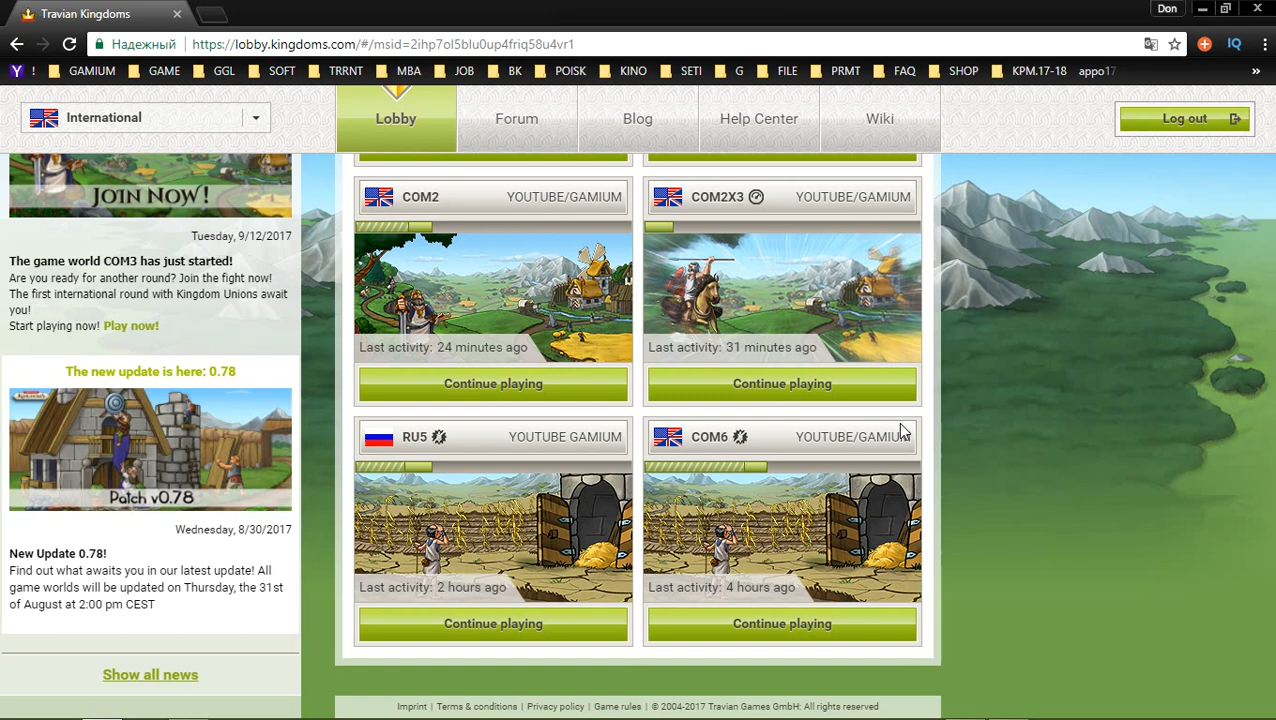 Travian Kingdoms
Don
Надежный
https://lobby.kingdoms.com/#/msid=2ihp7ol5blu0up4friq58u4vr1
IQ
Y ! GAMIUM GAME GGL SOFT TRRNT MBA JOB BK POISK KINO SETI G FILE PRMT FAQ SHOP KPM.17-18 appo17
International
Lobby
Forum
Blog
Help Center
Wiki
Log out
JOIN NOW!
Tuesday, 9/12/2017
The game world COM3 has just started!
Are you ready for another round? Join the fight now!
The first international round with Kingdom Unions await
you!
Start playing now! Play now!
The new update is here: 0.78
Patch v0.78
Wednesday, 8/30/2017
New Update 0.78!
Find out what awaits you in our latest update! All
game worlds will be updated on Thursday, the 31st
of August at 2:00 pm CEST
Show all news
COM2 YOUTUBE/GAMIUM
Last activity: 24 minutes ago
Continue playing
COM2X3 YOUTUBE/GAMIUM
Last activity: 31 minutes ago
Continue playing
RU5 YOUTUBE GAMIUM
Last activity: 2 hours ago
Continue playing
COM6 YOUTUBE/GAMIUM
Last activity: 4 hours ago
Continue playing
Imprint | Terms & conditions | Privacy policy | Game rules | © 2004-2017 Travian Games GmbH: All rights reserved